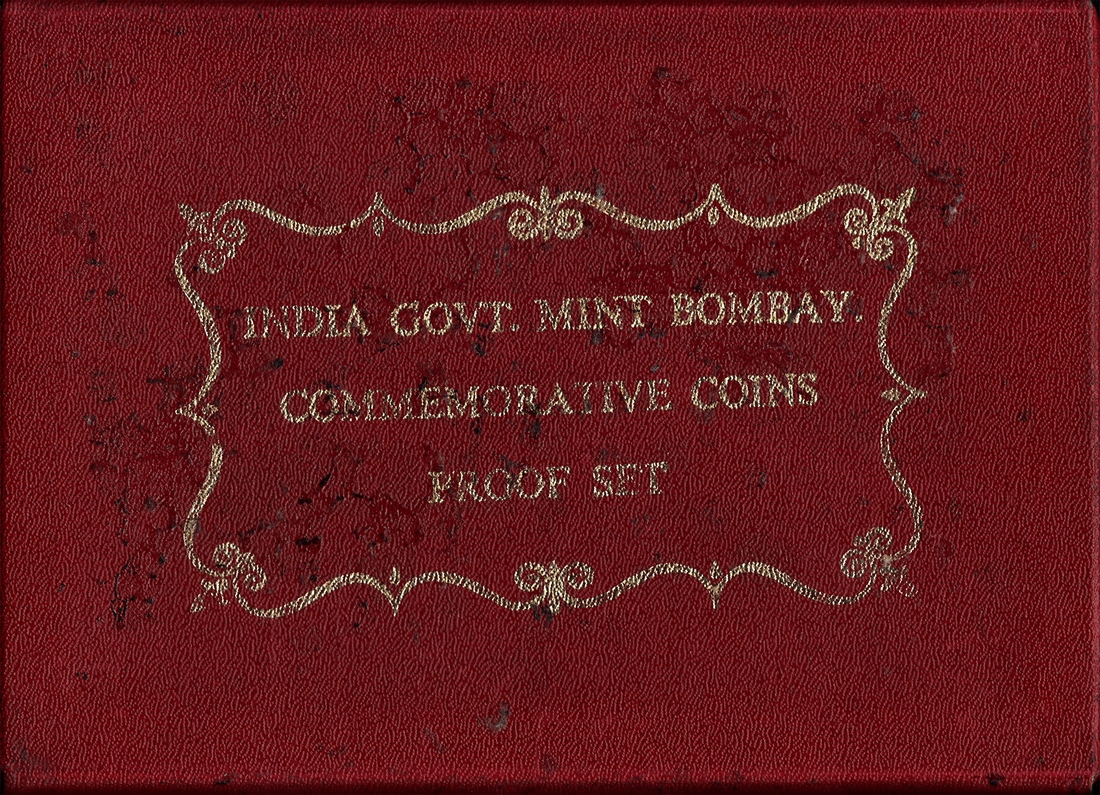 INDIA GOVT. MINT BOMBAY.
COMMEMORATIVE COINS
PROOF SET